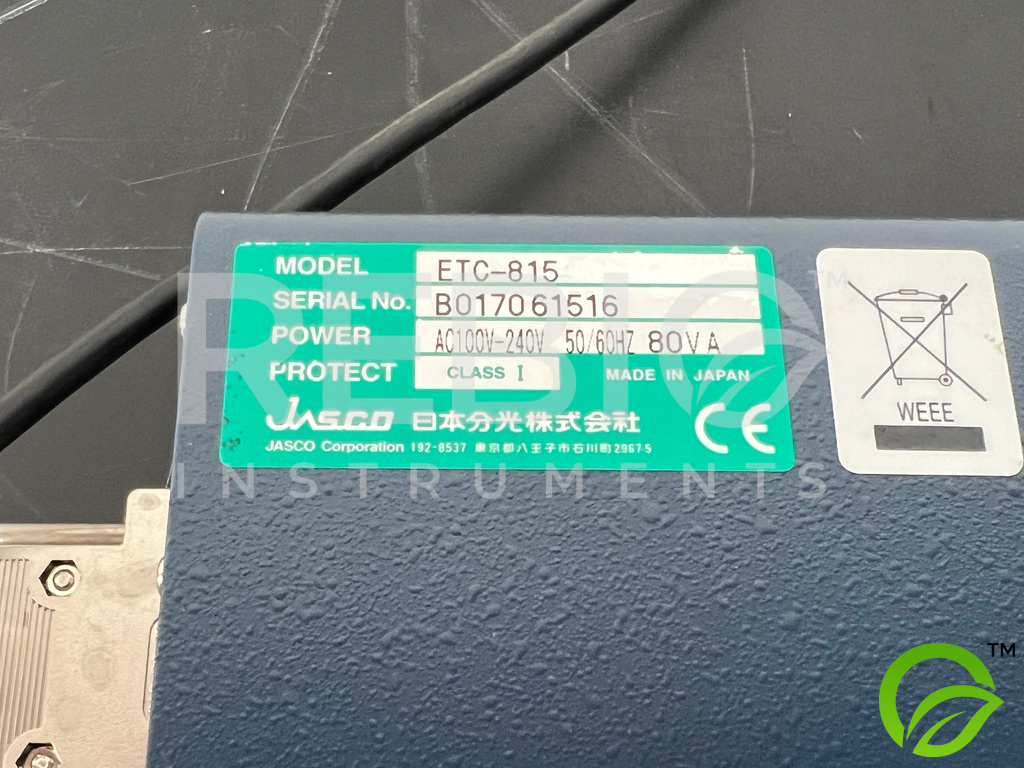 MODEL ETC-815
SERIAL No. B017061516
POWER AC100V-240V 50/60HZ 80VA
PROTECT CLASS I MADE IN JAPAN
JASCO 日本分光株式会社 CE
JASCO Corporation 192-8537 東京都八王子市石川町2967-5
WEEE
REBIO TM
INSTRUMENTS
TM